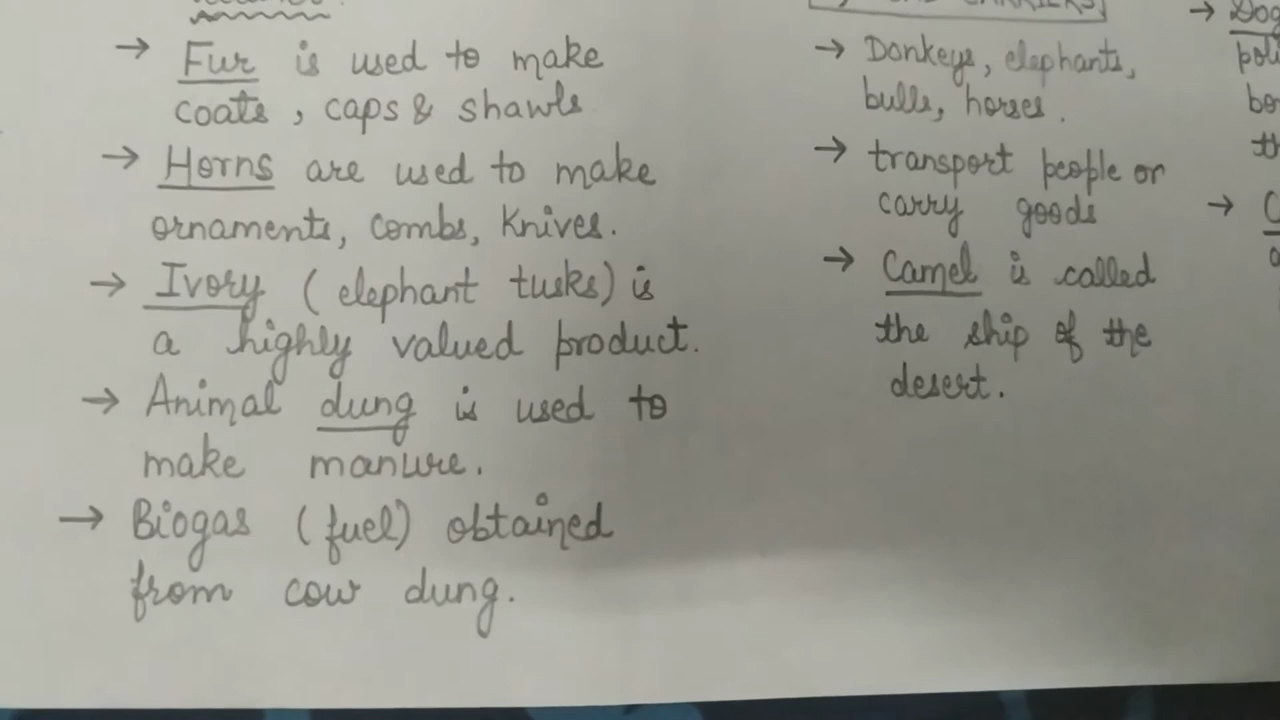 → Fur is used to make
coats, caps & shawls
→ Horns are used to make
ornaments, combs, knives.
→ Ivory (elephant tusks) is
a highly valued product.
→ Animal dung is used to
make manure.
→ Biogas (fuel) obtained
from cow dung.
CARRIERS)
→ Donkeys, elephants,
bulls, horses.
→ transport people or
carry goods
→ Camel is called
the ship of the
desert.
→
→